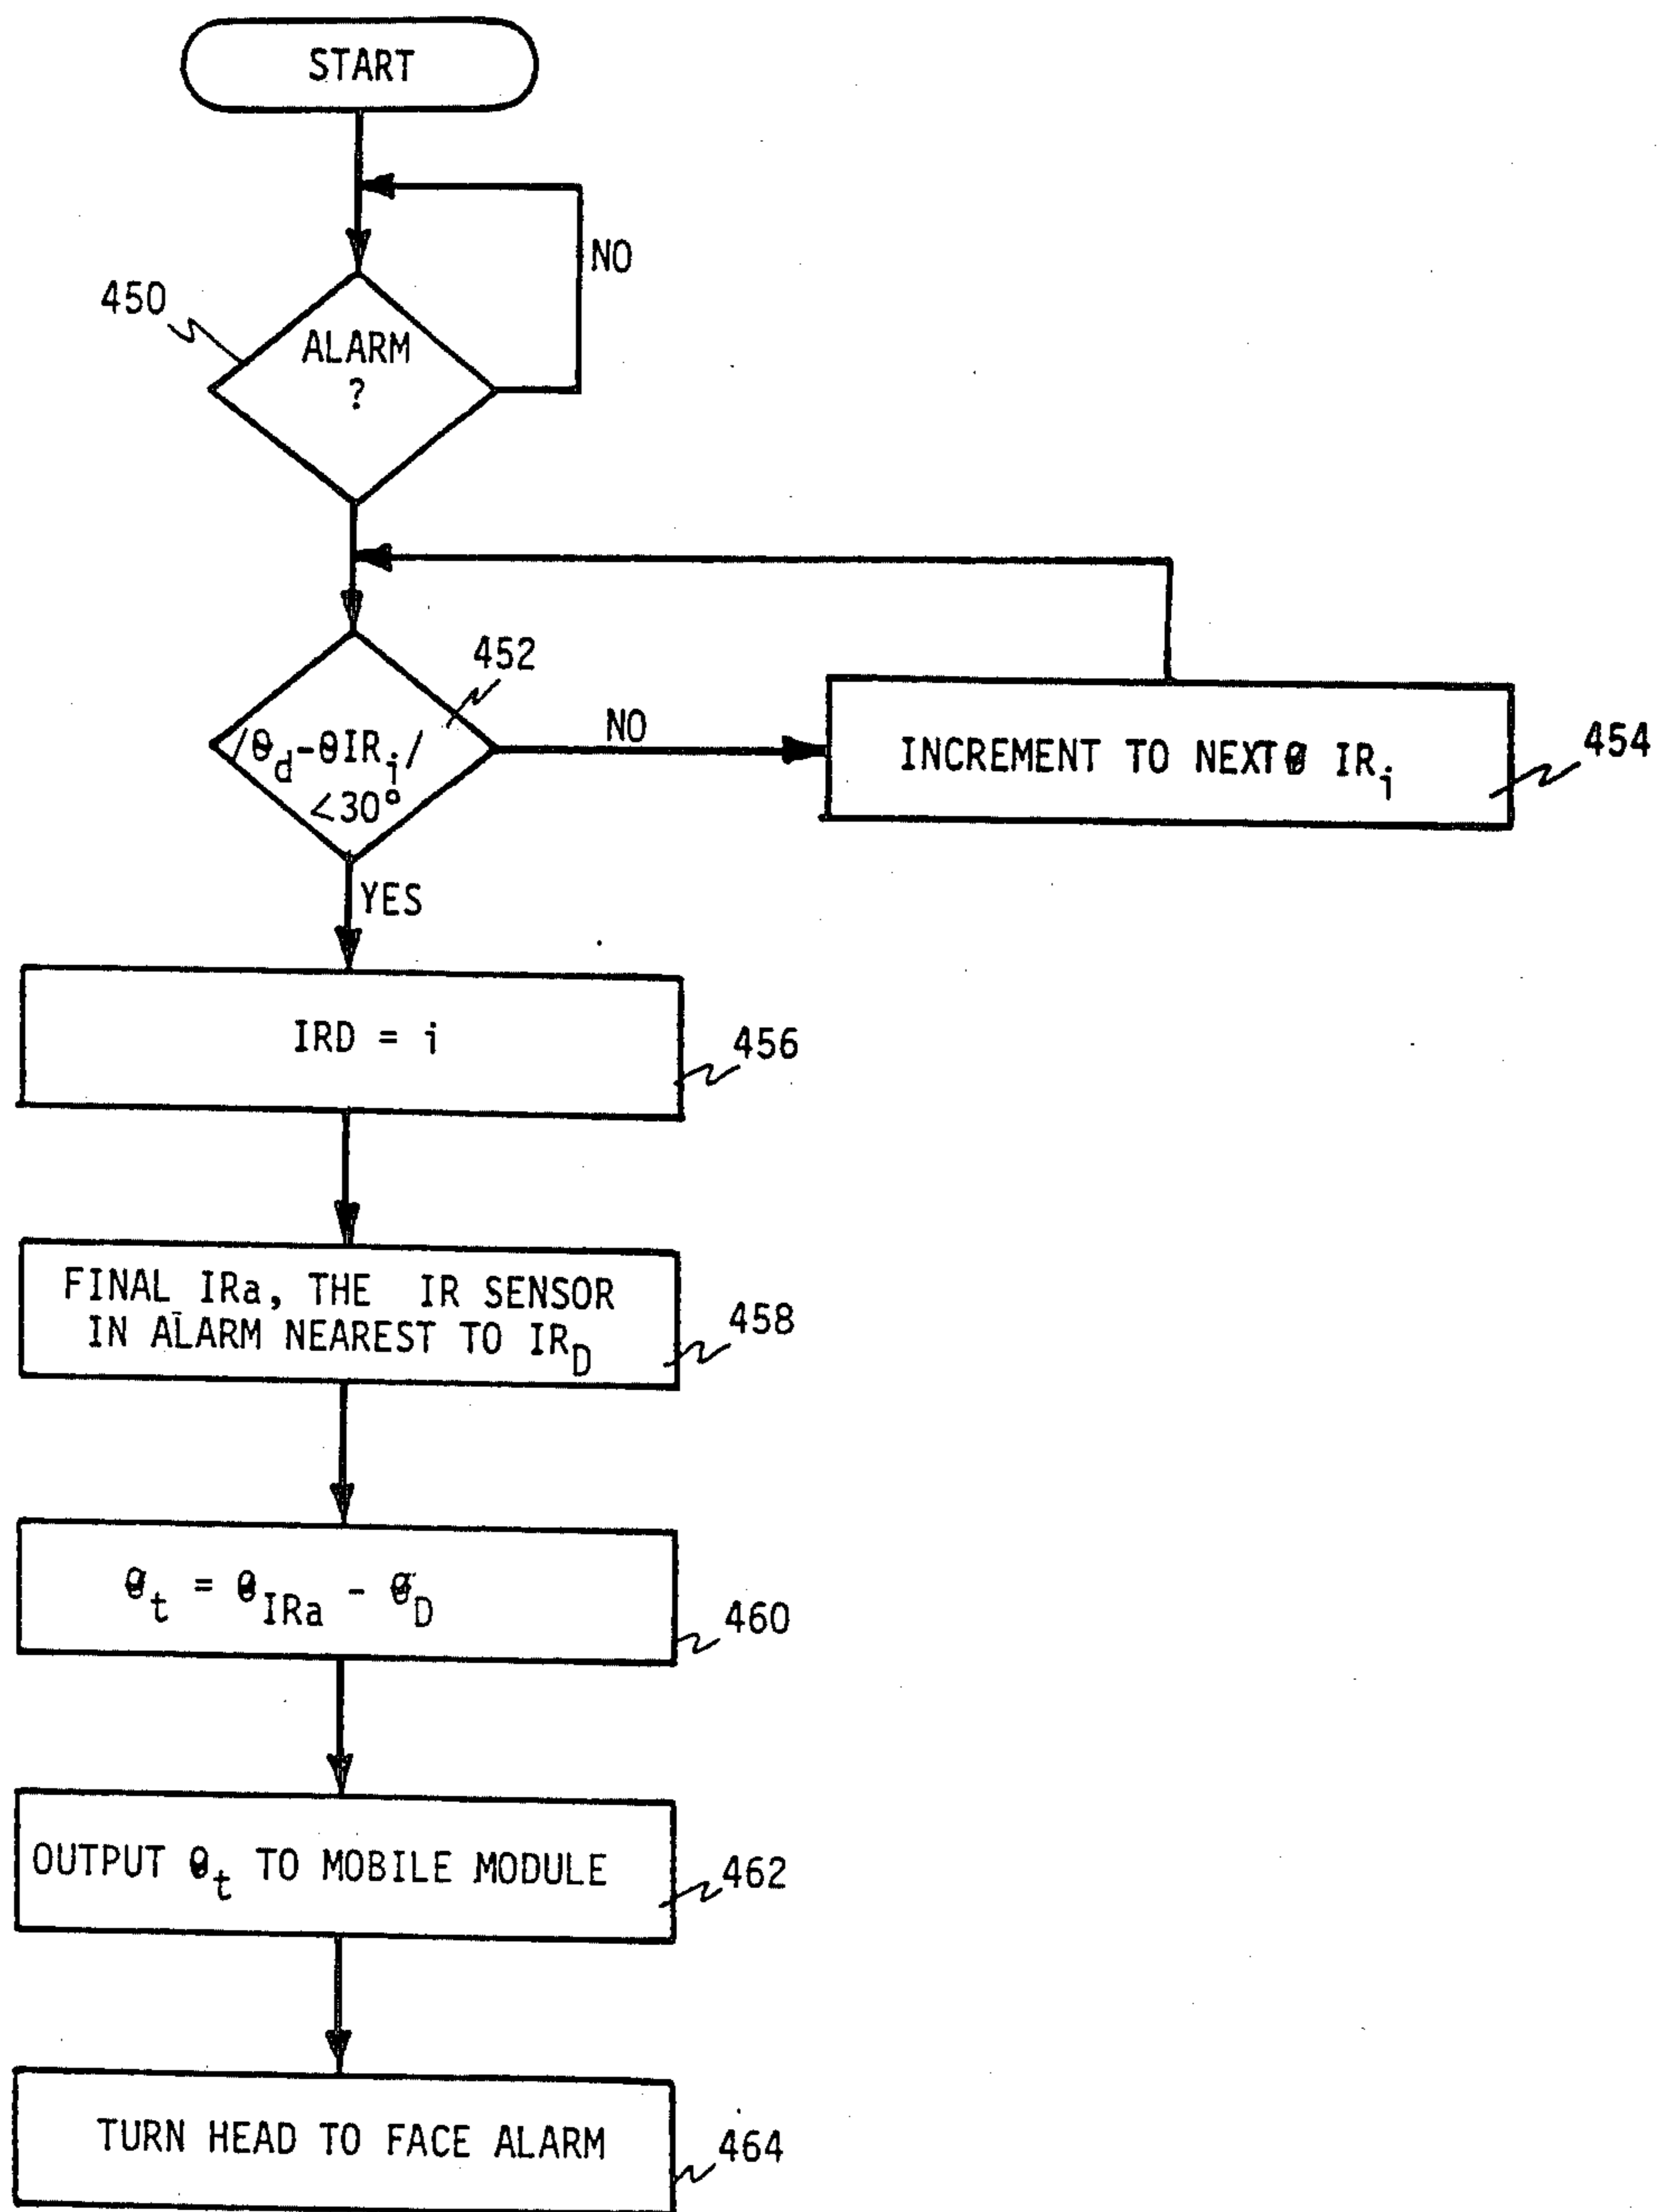 START
NO
450
ALARM
?
452
/θd-θIRi/
<30°
NO
INCREMENT TO NEXTθ IRi
454
YES
IRD = i
456
FINAL IRa, THE IR SENSOR
IN ALARM NEAREST TO IRD
458
θt = θIRa - θD
460
OUTPUT θt TO MOBILE MODULE
462
TURN HEAD TO FACE ALARM
464